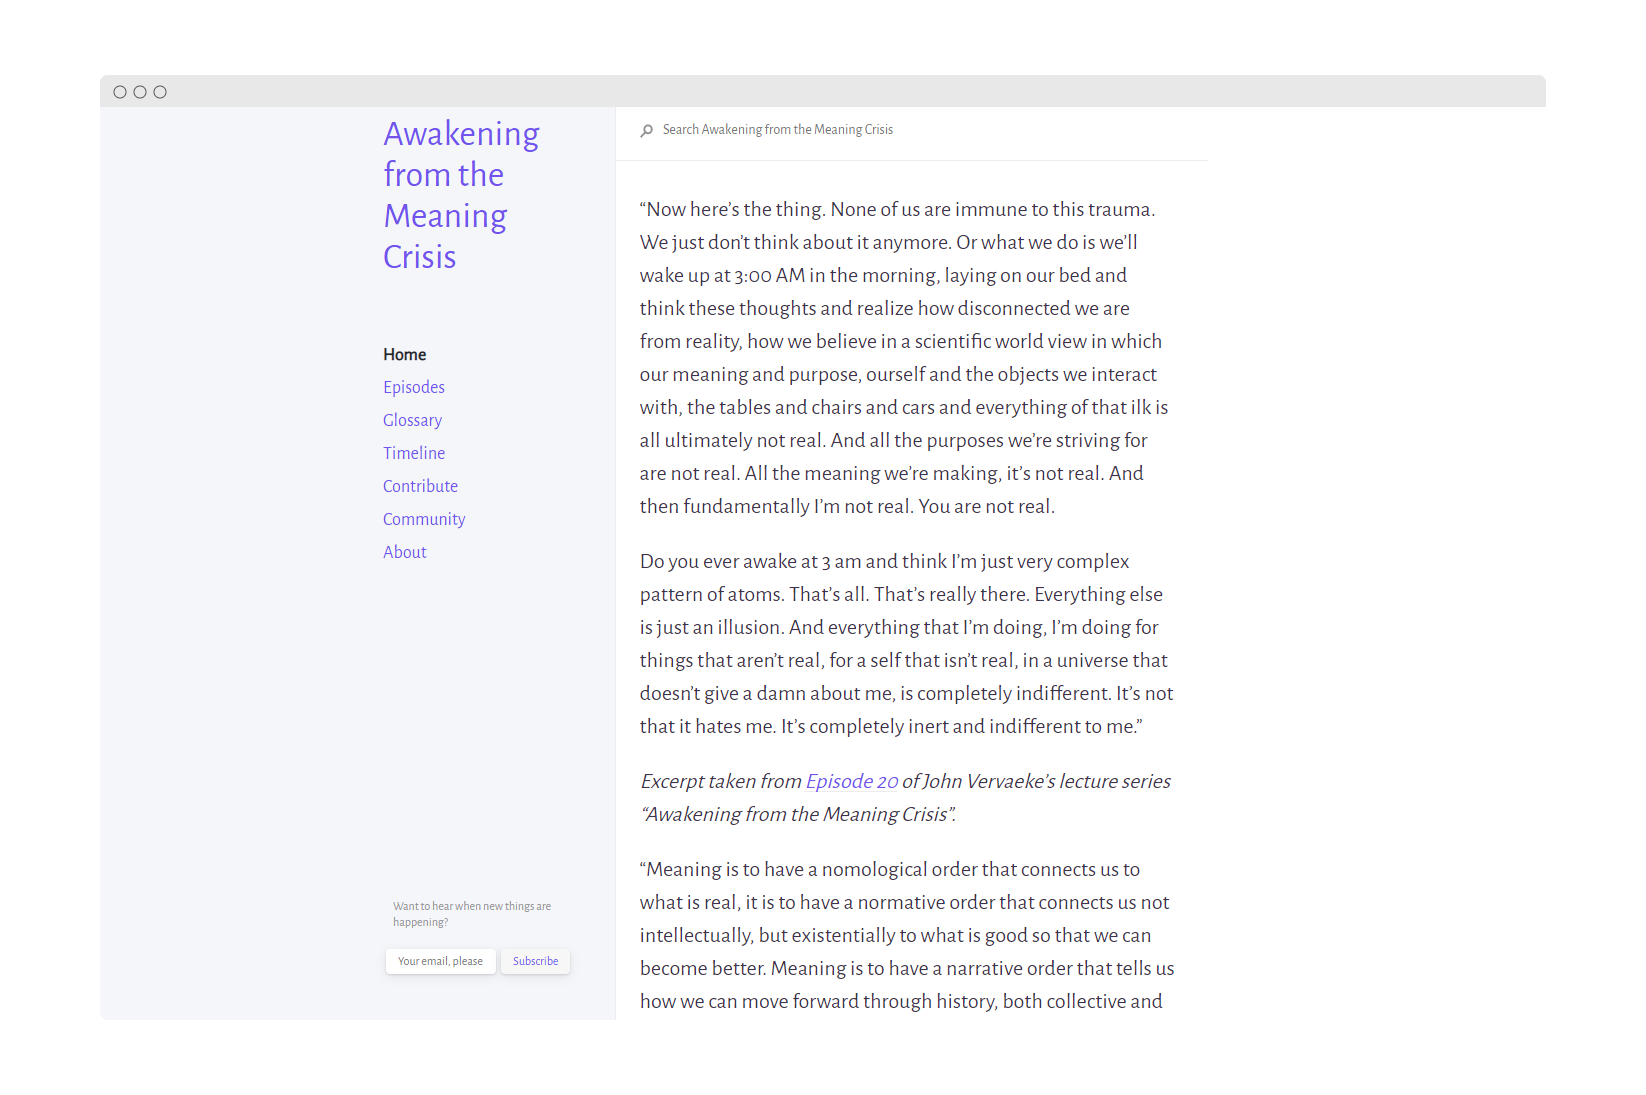 Awakening
from the
Meaning
Crisis
Home
Episodes
Glossary
Timeline
Contribute
Community
About
Want to hear when new things are
happening?
Your email, please
Subscribe
Search Awakening from the Meaning Crisis
“Now here’s the thing. None of us are immune to this trauma.
We just don’t think about it anymore. Or what we do is we’ll
wake up at 3:00 AM in the morning, laying on our bed and
think these thoughts and realize how disconnected we are
from reality, how we believe in a scientific world view in which
our meaning and purpose, ourself and the objects we interact
with, the tables and chairs and cars and everything of that ilk is
all ultimately not real. And all the purposes we’re striving for
are not real. All the meaning we’re making, it’s not real. And
then fundamentally I’m not real. You are not real.
Do you ever awake at 3 am and think I’m just very complex
pattern of atoms. That’s all. That’s really there. Everything else
is just an illusion. And everything that I’m doing, I’m doing for
things that aren’t real, for a self that isn’t real, in a universe that
doesn’t give a damn about me, is completely indifferent. It’s not
that it hates me. It’s completely inert and indifferent to me.”
Excerpt taken from Episode 20 of John Vervaeke’s lecture series
“Awakening from the Meaning Crisis”.
“Meaning is to have a nomological order that connects us to
what is real, it is to have a normative order that connects us not
intellectually, but existentially to what is good so that we can
become better. Meaning is to have a narrative order that tells us
how we can move forward through history, both collective and